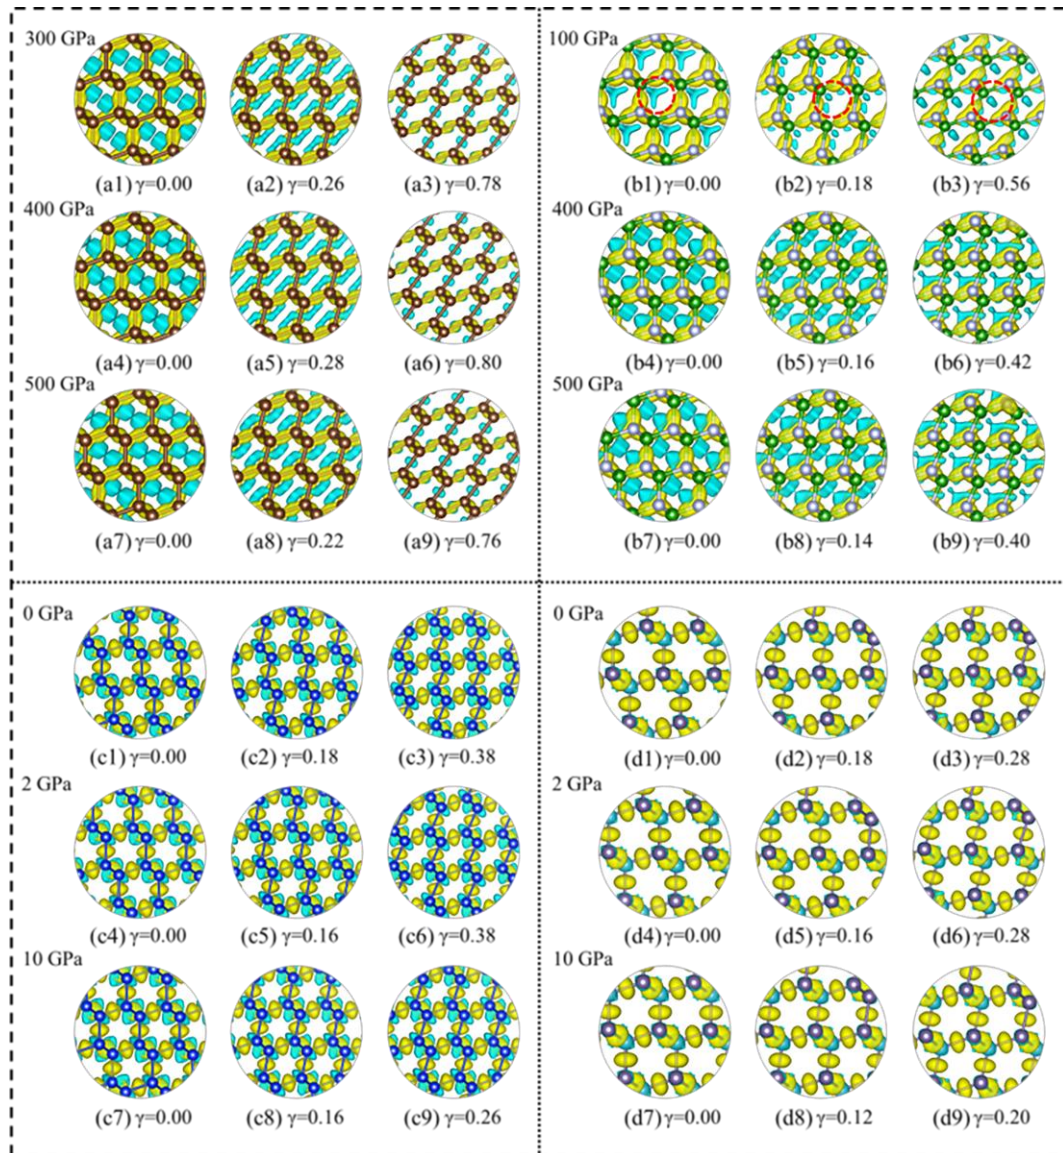 300 GPa
(a1) γ=0.00 (a2) γ=0.26 (a3) γ=0.78
400 GPa
(a4) γ=0.00 (a5) γ=0.28 (a6) γ=0.80
500 GPa
(a7) γ=0.00 (a8) γ=0.22 (a9) γ=0.76
100 GPa
(b1) γ=0.00 (b2) γ=0.18 (b3) γ=0.56
400 GPa
(b4) γ=0.00 (b5) γ=0.16 (b6) γ=0.42
500 GPa
(b7) γ=0.00 (b8) γ=0.14 (b9) γ=0.40
0 GPa
(c1) γ=0.00 (c2) γ=0.18 (c3) γ=0.38
2 GPa
(c4) γ=0.00 (c5) γ=0.16 (c6) γ=0.38
10 GPa
(c7) γ=0.00 (c8) γ=0.16 (c9) γ=0.26
0 GPa
(d1) γ=0.00 (d2) γ=0.18 (d3) γ=0.28
2 GPa
(d4) γ=0.00 (d5) γ=0.16 (d6) γ=0.28
10 GPa
(d7) γ=0.00 (d8) γ=0.12 (d9) γ=0.20